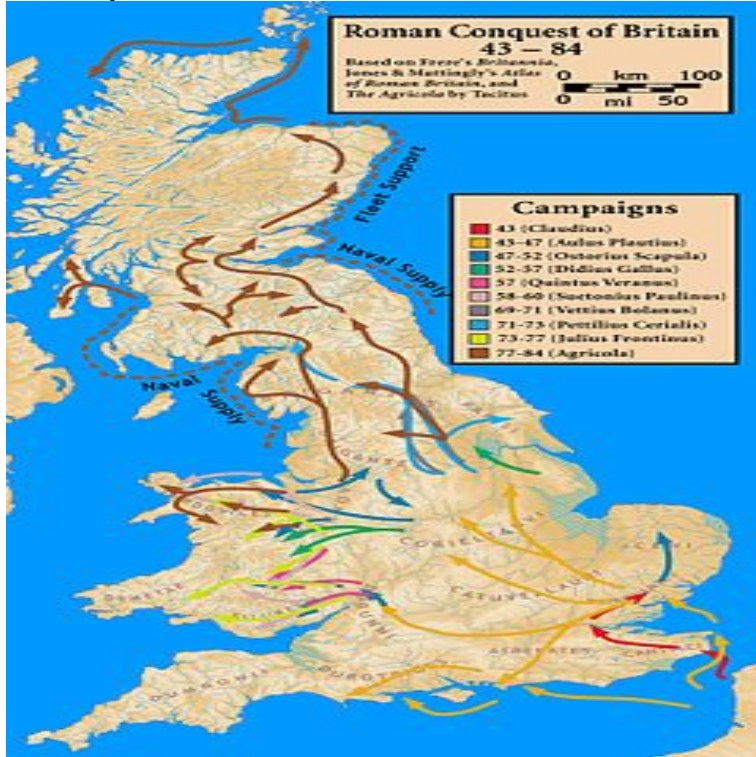 Roman Conquest of Britain
43 – 84
Based on Frere's Britannia,
Jones & Mattingly's Atlas
of Roman Britain, and
The Agricola by Tacitus
0 km 100
0 mi 50
Campaigns
43 (Claudius)
43-47 (Aulus Plautius)
47-52 (Ostorius Scapula)
52-57 (Didius Gallus)
57 (Quintus Veranus)
58-60 (Suetonius Paulinus)
69-71 (Vettius Bolanus)
71-73 (Petillius Cerialis)
73-77 (Julius Frontinus)
77-84 (Agricola)
Fleet Support
Naval Supply
Naval
Supply
CATUVELLAUNI
DEMETAE
DUMNONII